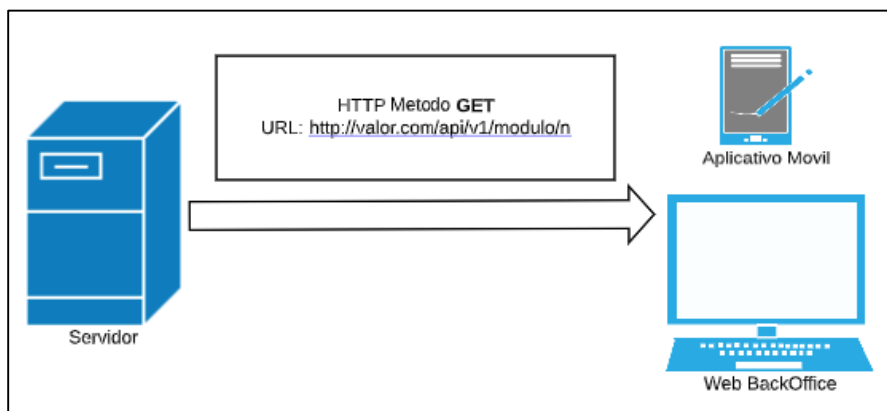 HTTP Metodo GET
URL: http://valor.com/api/v1/modulo/n
Aplicativo Movil
Servidor
Web BackOffice